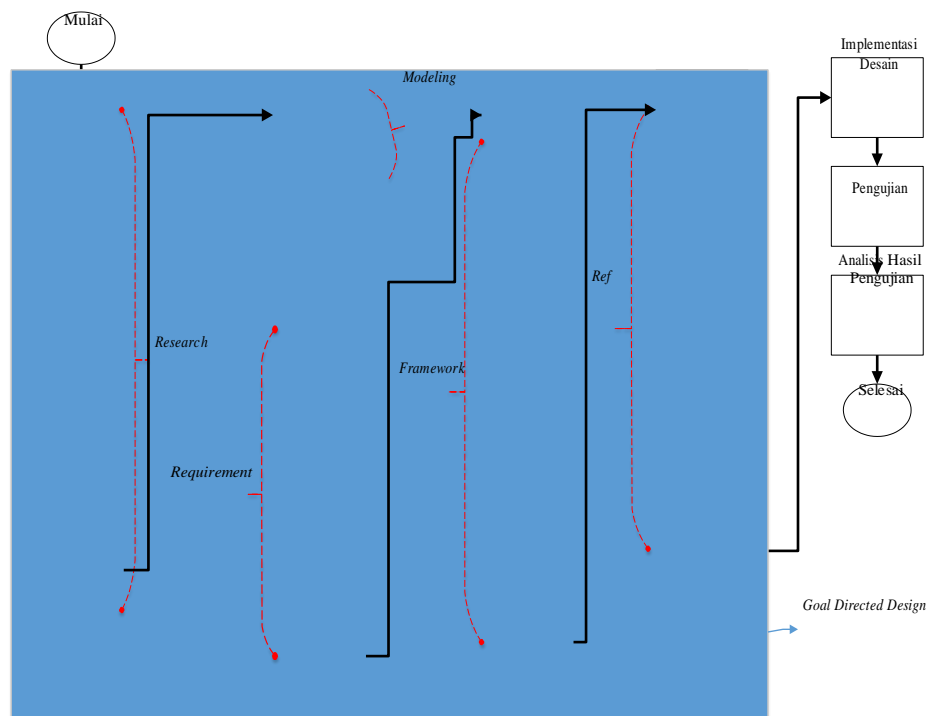 Mulai
Modeling
Research
Requirement
Framework
Ref
Implementasi
Desain
Pengujian
Analisis Hasil
Pengujian
Selesai
Goal Directed Design